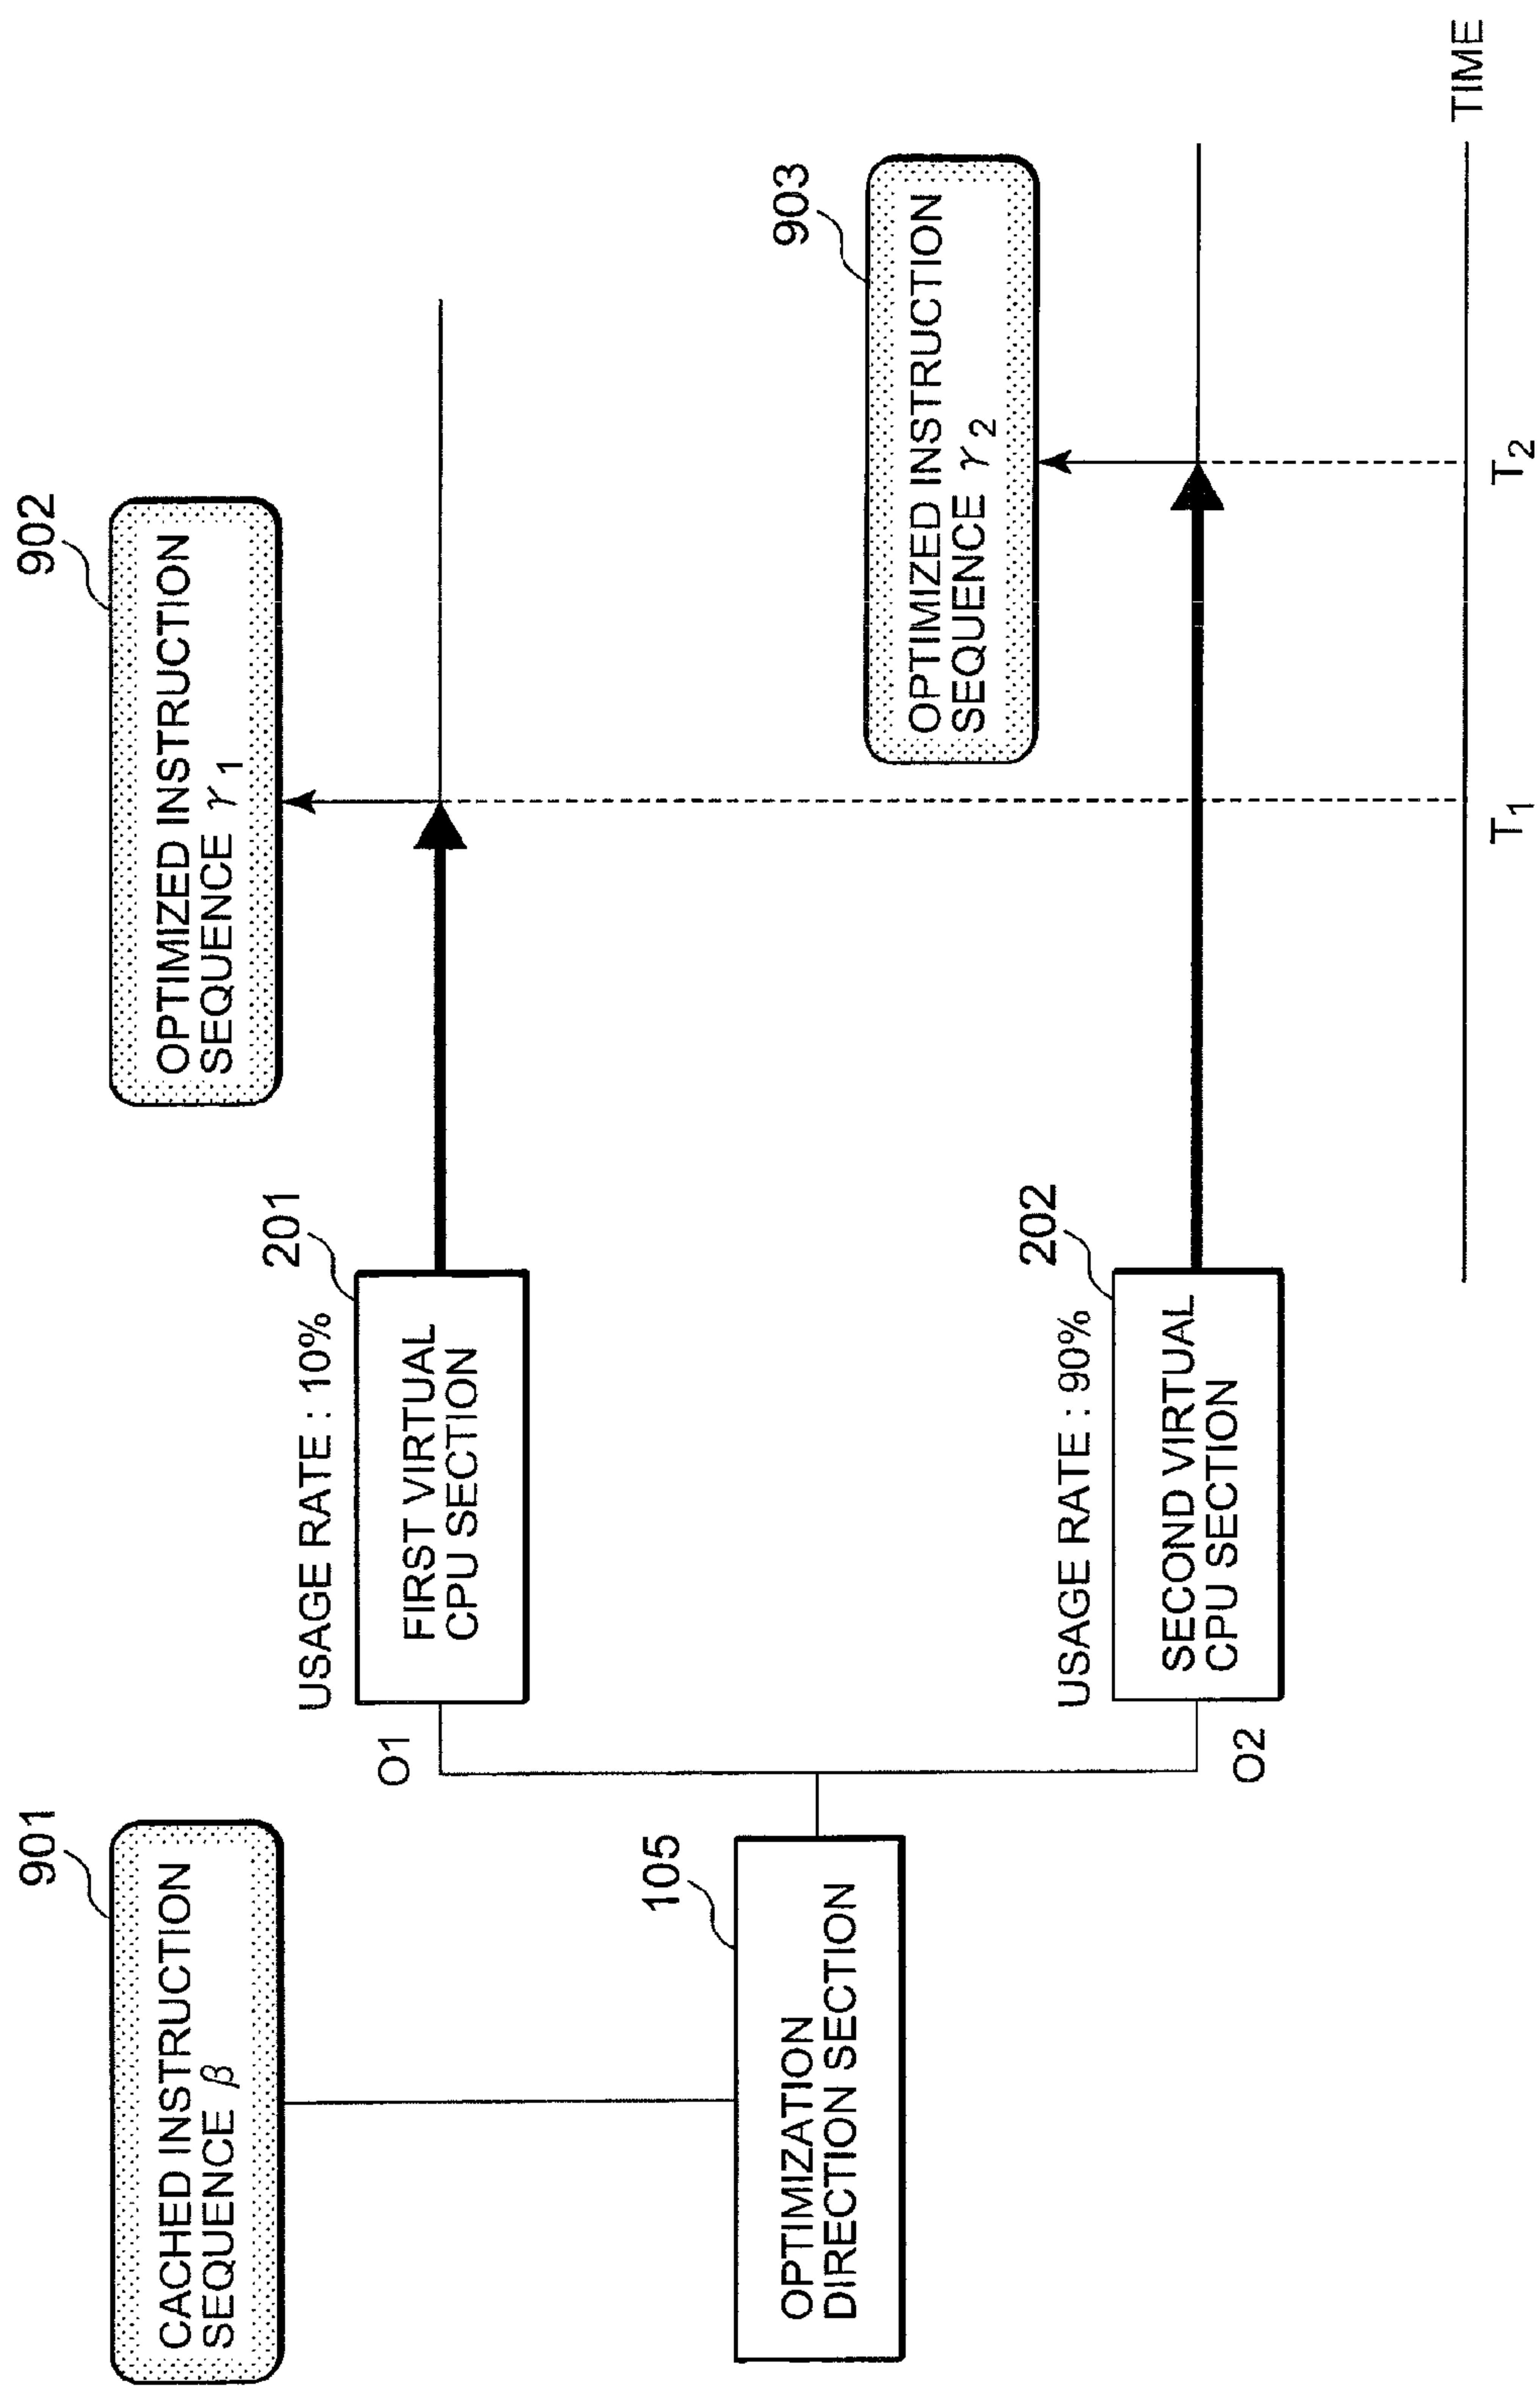 901
CACHED INSTRUCTION
SEQUENCE β
105
OPTIMIZATION
DIRECTION SECTION
O1
USAGE RATE : 10%
201
FIRST VIRTUAL
CPU SECTION
O2
USAGE RATE : 90%
202
SECOND VIRTUAL
CPU SECTION
902
OPTIMIZED INSTRUCTION
SEQUENCE γ1
903
OPTIMIZED INSTRUCTION
SEQUENCE γ2
T1
T2
TIME